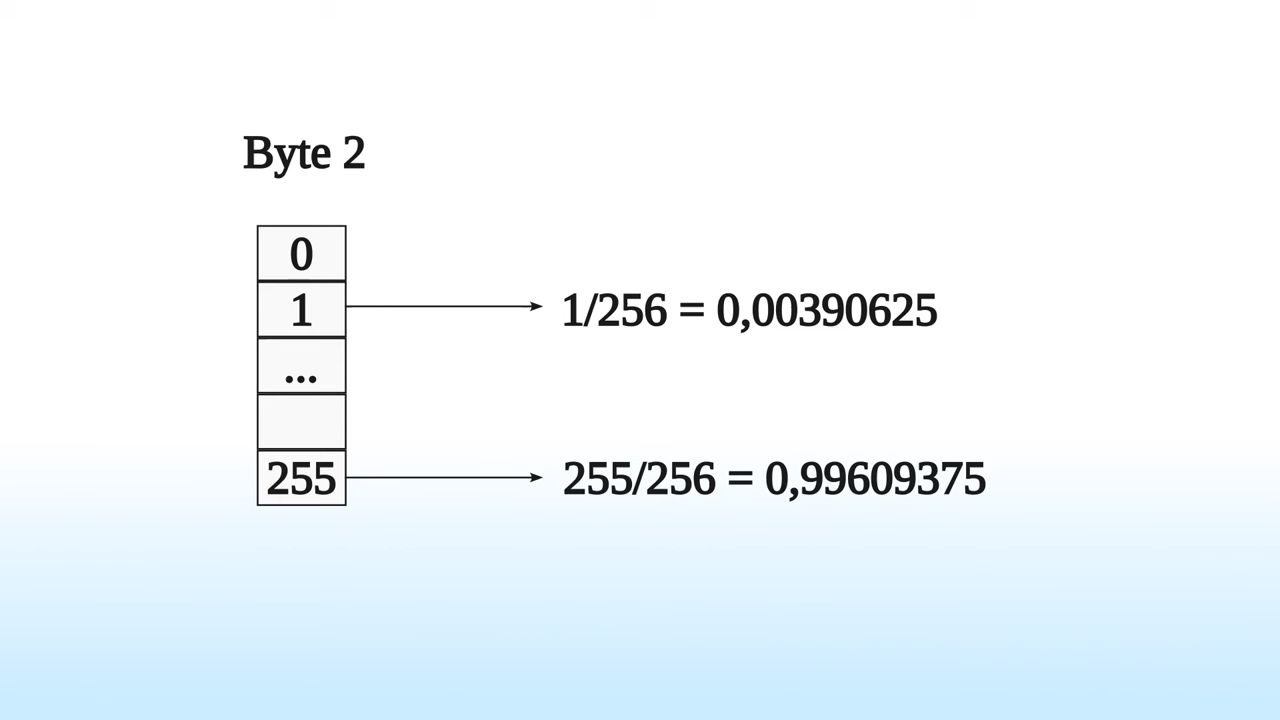 Byte 2
0
1 1/256 = 0,00390625
...
255 255/256 = 0,99609375